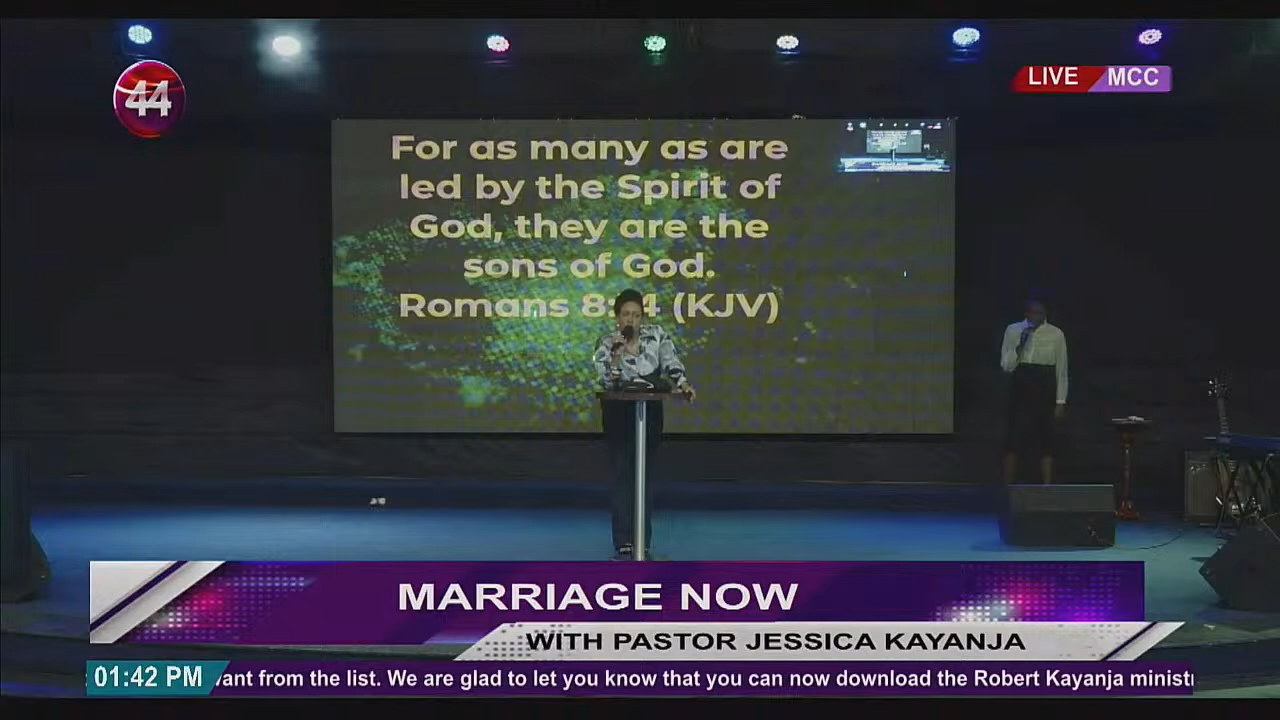 44
LIVE MCC
For as many as are
led by the Spirit of
God, they are the
sons of God.
Romans 8: 4 (KJV)
MARRIAGE NOW
WITH PASTOR JESSICA KAYANJA
01:42 PM
from the list. We are glad to let you know that you can now download the Robert Kayanja